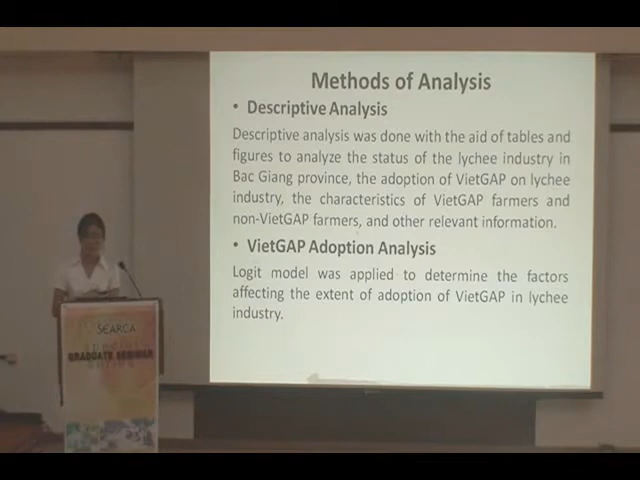 Methods of Analysis
• Descriptive Analysis
Descriptive analysis was done with the aid of tables and
figures to analyze the status of the lychee industry in
Bac Giang province, the adoption of VietGAP on lychee
industry, the characteristics of VietGAP farmers and
non-VietGAP farmers, and other relevant information.
• VietGAP Adoption Analysis
Logit model was applied to determine the factors
affecting the extent of adoption of VietGAP in lychee
industry.
SEARCA
GRADUATE SEMINAR